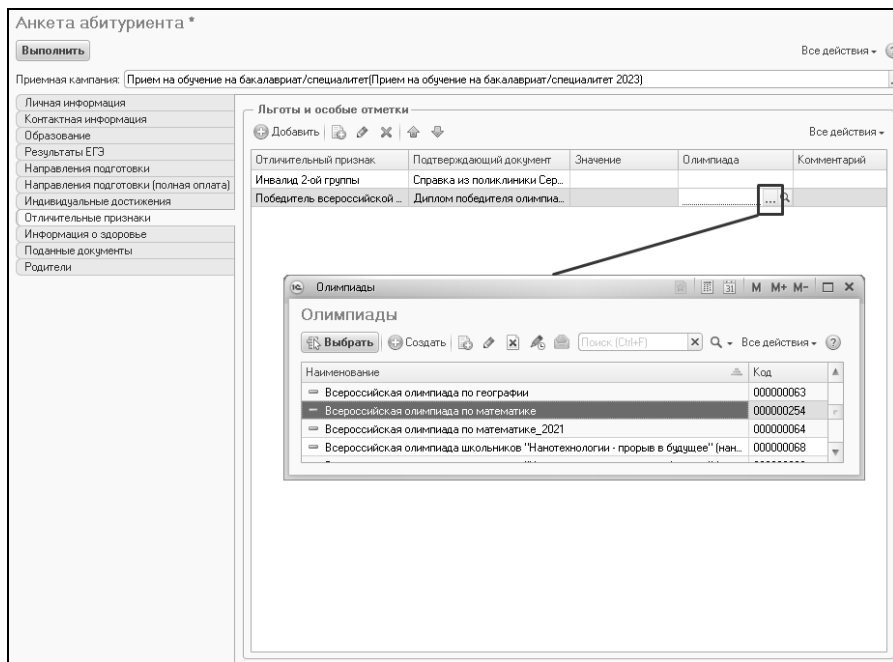 Анкета абитуриента *
Выполнить
Все действия
Приемная кампания: Прием на обучение на бакалавриат/специалитет(Прием на обучение на бакалавриат/специалитет 2023)
Личная информация
Контактная информация
Образование
Результаты ЕГЭ
Направления подготовки
Направления подготовки (полная оплата)
Индивидуальные достижения
Отличительные признаки
Информация о здоровье
Поданные документы
Родители
Льготы и особые отметки
Добавить Все действия
Отличительный признак Подтверждающий документ Значение Олимпиада Комментарий
Инвалид 2-ой группы Справка из поликлиники Сер...
Победитель всероссийской ... Диплом победителя олимпиа... ...
Олимпиады 31 M M+ M-
Олимпиады
Выбрать Создать Поиск (Ctrl+F) Все действия ?
Наименование Код
Всероссийская олимпиада по географии 000000063
Всероссийская олимпиада по математике 000000254
Всероссийская олимпиада по математике_2021 000000064
Всероссийская олимпиада школьников "Нанотехнологии - прорыв в будущее" (нан... 000000068